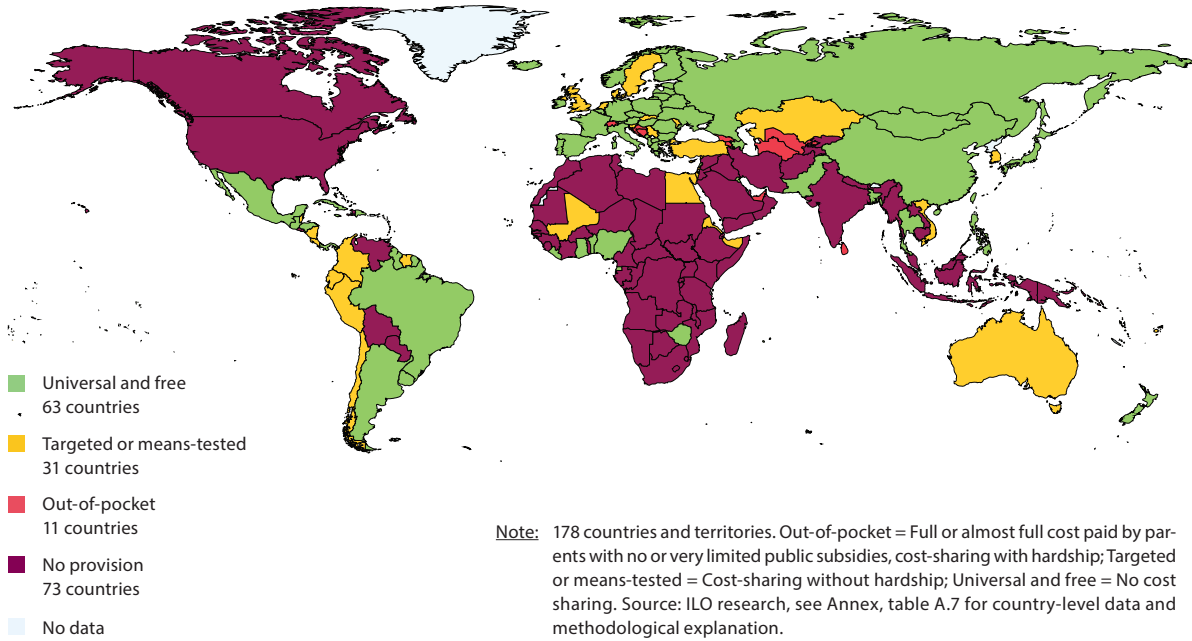 Universal and free
63 countries
Targeted or means-tested
31 countries
Out-of-pocket
11 countries
No provision
73 countries
No data
Note: 178 countries and territories. Out-of-pocket = Full or almost full cost paid by par-
ents with no or very limited public subsidies, cost-sharing with hardship; Targeted
or means-tested = Cost-sharing without hardship; Universal and free = No cost
sharing. Source: ILO research, see Annex, table A.7 for country-level data and
methodological explanation.